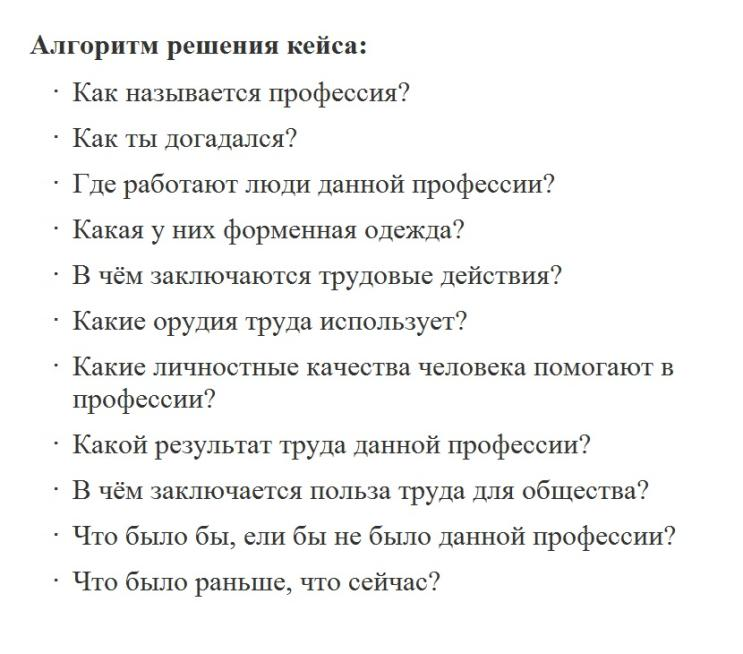 Алгоритм решения кейса:
· Как называется профессия?
· Как ты догадался?
· Где работают люди данной профессии?
· Какая у них форменная одежда?
· В чём заключаются трудовые действия?
· Какие орудия труда использует?
· Какие личностные качества человека помогают в
профессии?
· Какой результат труда данной профессии?
· В чём заключается польза труда для общества?
· Что было бы, ели бы не было данной профессии?
· Что было раньше, что сейчас?